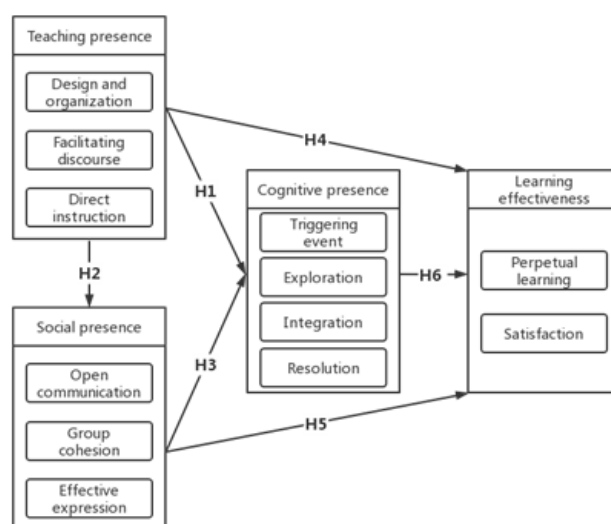 Teaching presence
Design and
organization
Facilitating
discourse
Direct
instruction
H1
H2
H3
H4
H5
H6
Social presence
Open
communication
Group
cohesion
Effective
expression
Cognitive presence
Triggering
event
Exploration
Integration
Resolution
Learning
effectiveness
Perpetual
learning
Satisfaction